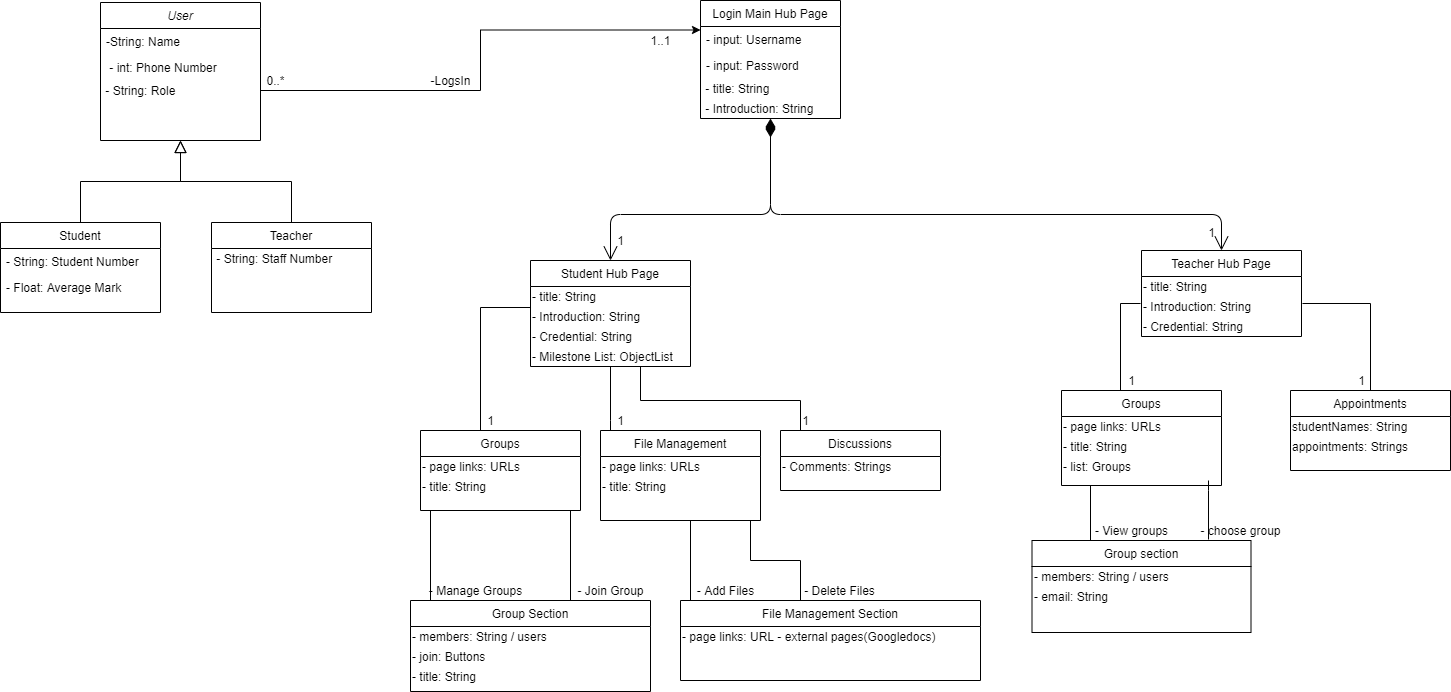 User
-String: Name
- int: Phone Number
- String: Role
0..*
-LogsIn
1..1
Login Main Hub Page
- input: Username
- input: Password
- title: String
- Introduction: String
Student
- String: Student Number
- Float: Average Mark
Teacher
- String: Staff Number
1
Student Hub Page
- title: String
- Introduction: String
- Credential: String
- Milestone List: ObjectList
1
Teacher Hub Page
- title: String
- Introduction: String
- Credential: String
1
Groups
- page links: URLs
- title: String
1
File Management
- page links: URLs
- title: String
1
Discussions
- Comments: Strings
1
Groups
- page links: URLs
- title: String
- list: Groups
1
Appointments
studentNames: String
appointments: Strings
- Manage Groups
- Join Group
Group Section
- members: String / users
- join: Buttons
- title: String
- Add Files
- Delete Files
File Management Section
- page links: URL - external pages(Googledocs)
- View groups
- choose group
Group section
- members: String / users
- email: String